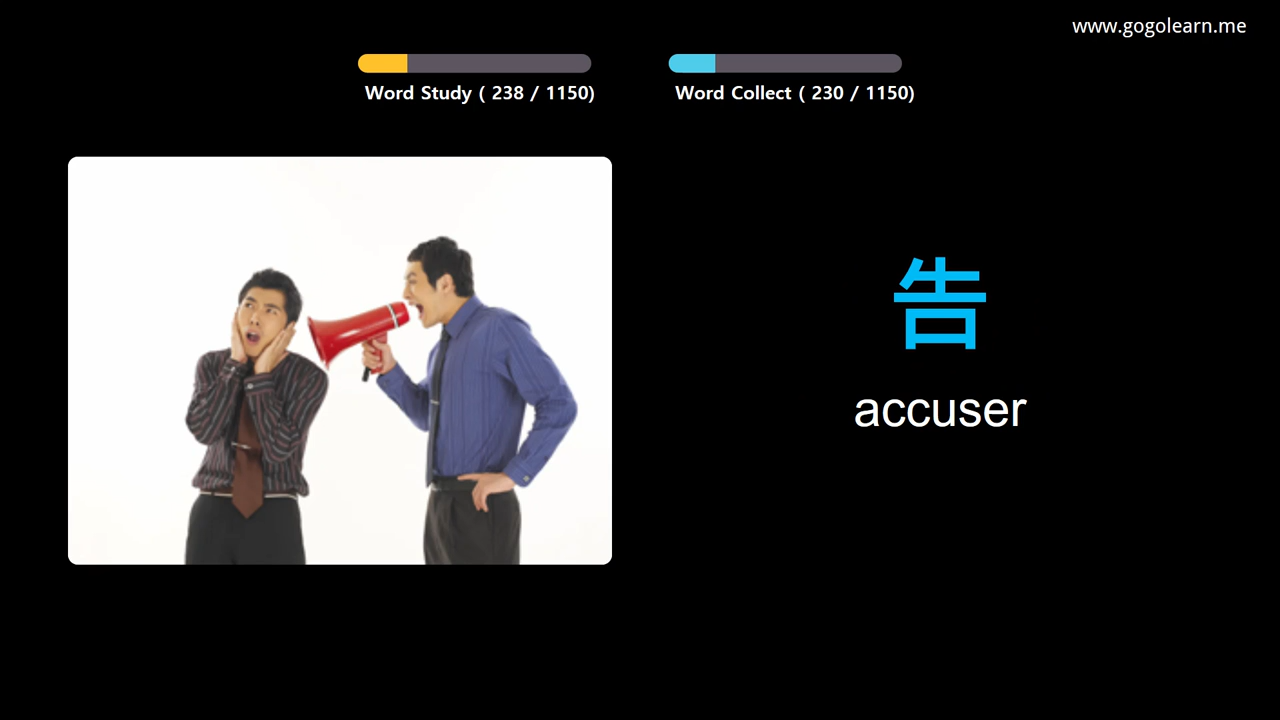 www.gogolearn.me
Word Study ( 238 / 1150)
Word Collect ( 230 / 1150)
告
accuser